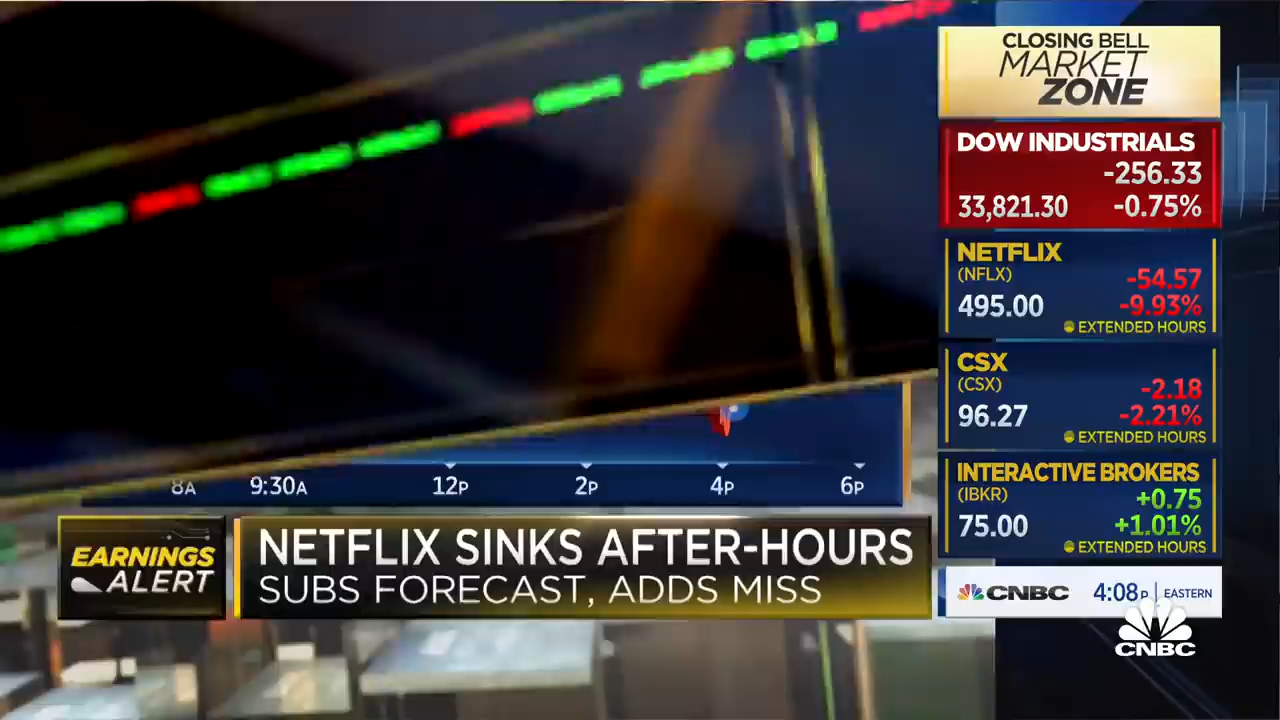 CLOSING BELL
MARKET
ZONE
DOW INDUSTRIALS
-256.33
33,821.30 -0.75%
NETFLIX
(NFLX) -54.57
495.00 -9.93%
EXTENDED HOURS
CSX
(CSX) -2.18
96.27 -2.21%
EXTENDED HOURS
INTERACTIVE BROKERS
(IBKR) +0.75
75.00 +1.01%
EXTENDED HOURS
8A 9:30A 12P 2P 4P 6P
EARNINGS
ALERT
NETFLIX SINKS AFTER-HOURS
SUBS FORECAST, ADDS MISS
CNBC 4:08P EASTERN
CNBC